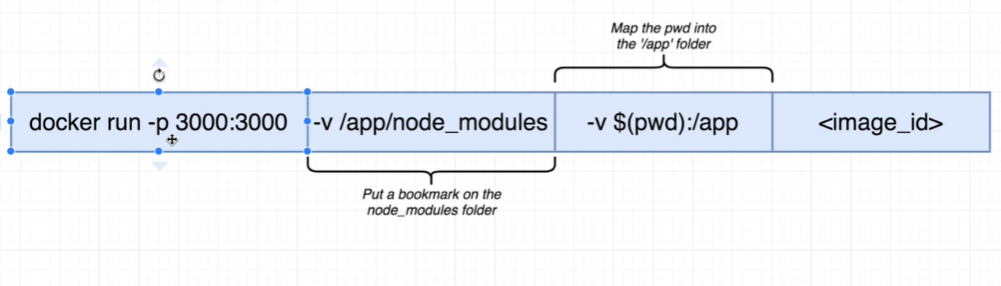 Map the pwd into
the '/app' folder
docker run -p 3000:3000
-v /app/node_modules
-v $(pwd):/app
<image_id>
Put a bookmark on the
node_modules folder